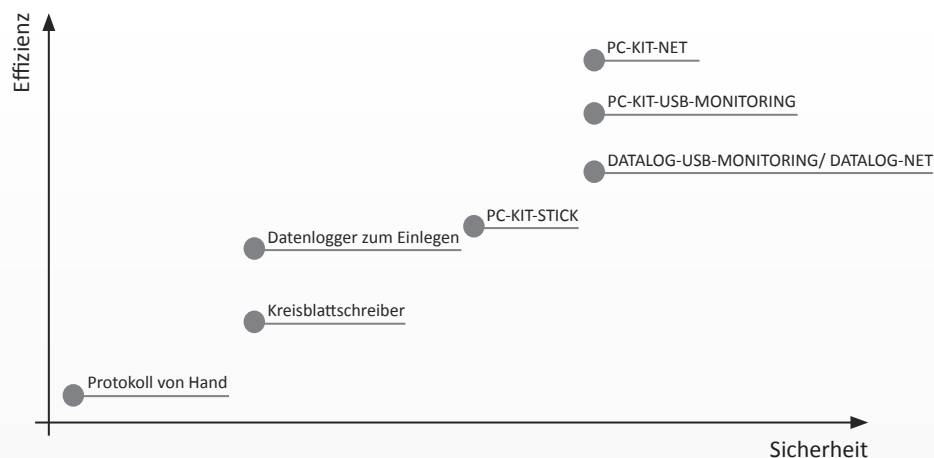 Effizienz
PC-KIT-NET
PC-KIT-USB-MONITORING
DATALOG-USB-MONITORING/ DATALOG-NET
PC-KIT-STICK
Datenlogger zum Einlegen
Kreisblattschreiber
Protokoll von Hand
Sicherheit